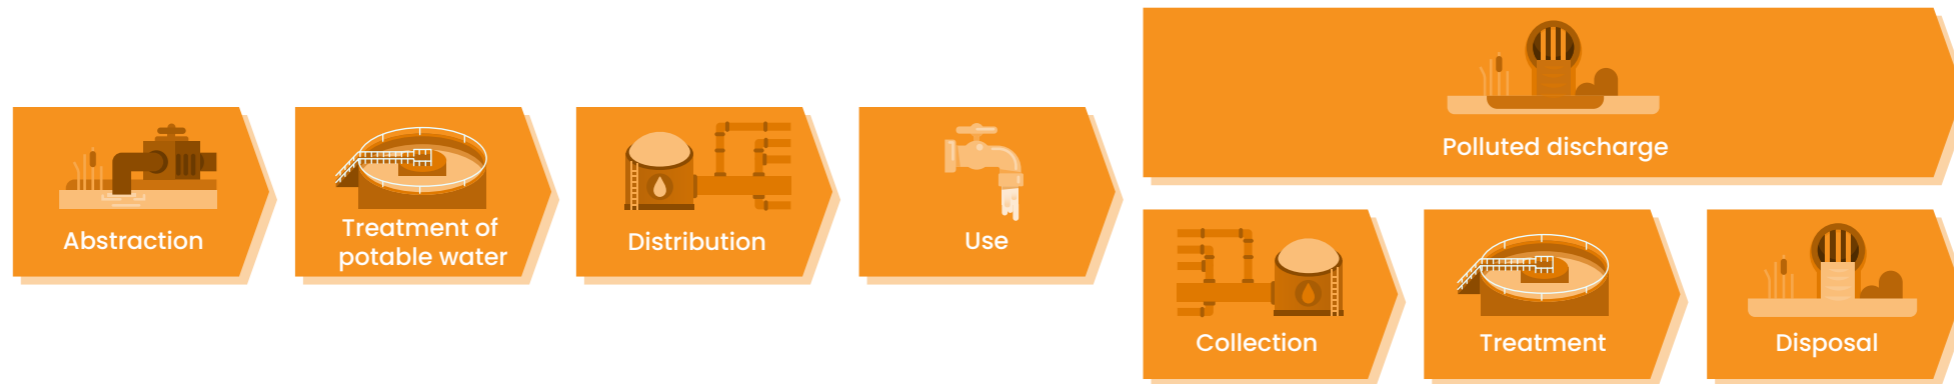 Abstraction
Treatment of
potable water
Distribution
Use
Polluted discharge
Collection
Treatment
Disposal